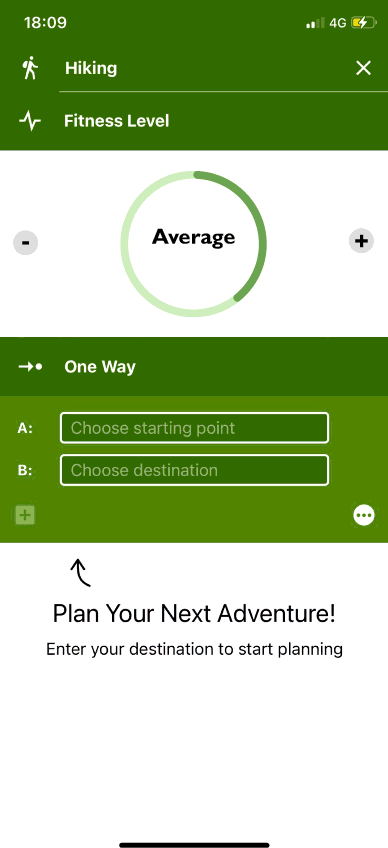 18:09 4G
Hiking
Fitness Level
- Average +
One Way
A: Choose starting point
B: Choose destination
Plan Your Next Adventure!
Enter your destination to start planning